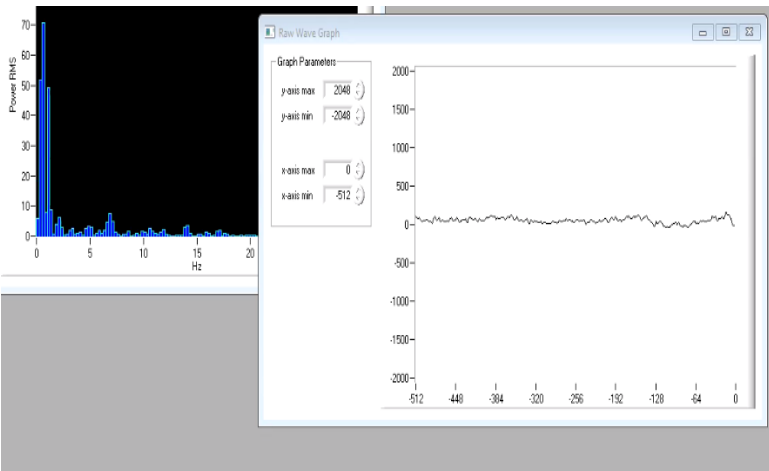 70
60
50
40
30
20
10
0
Power RMS
0 5 10 15 20
Hz
Raw Wave Graph
Graph Parameters
y-axis max 2048
y-axis min -2048
x-axis max 0
x-axis min -512
2000
1500
1000
500
0
-500
-1000
-1500
-2000
-512 -448 -384 -320 -256 -192 -128 -64 0